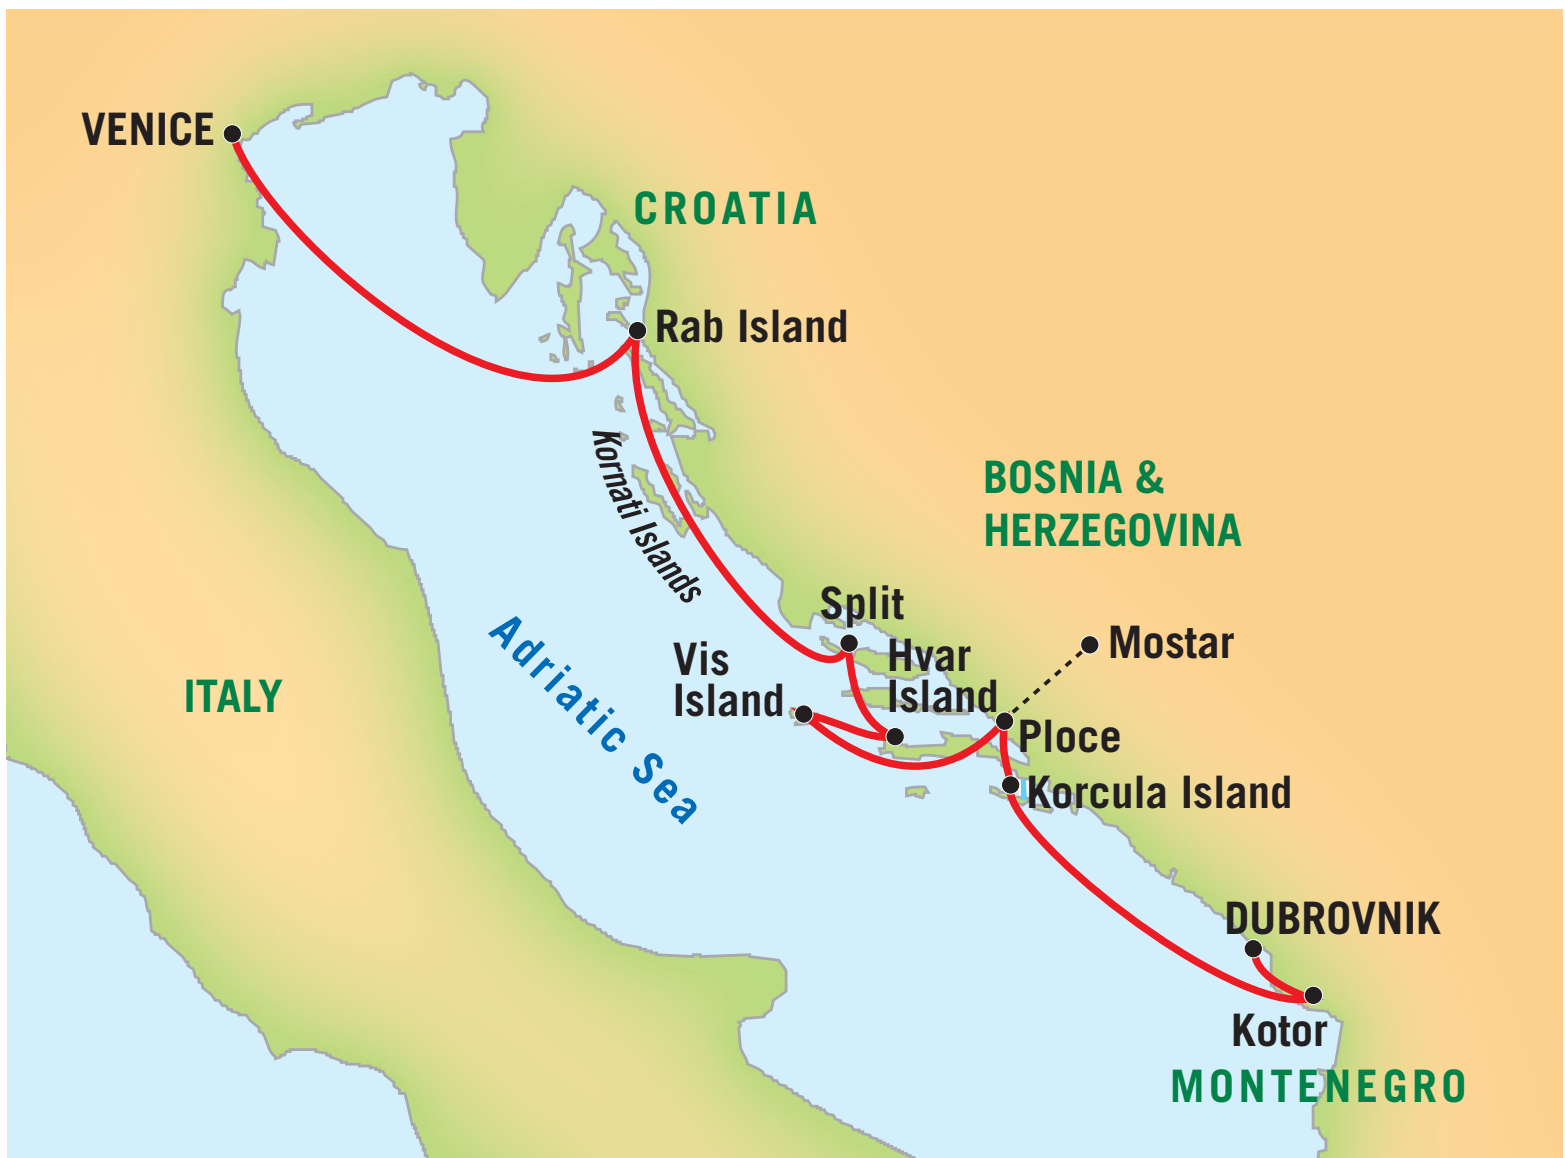 VENICE
CROATIA
Rab Island
Kornati Islands
BOSNIA &
HERZEGOVINA
Split
Adriatic Sea
Vis
Island
Hvar
Island
Mostar
ITALY
Ploce
Korcula Island
DUBROVNIK
Kotor
MONTENEGRO